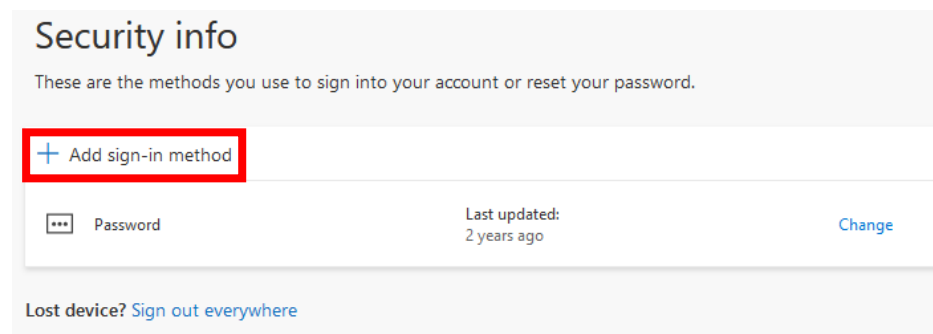 Security info
These are the methods you use to sign into your account or reset your password.
+ Add sign-in method
Password
Last updated:
2 years ago
Change
Lost device? Sign out everywhere